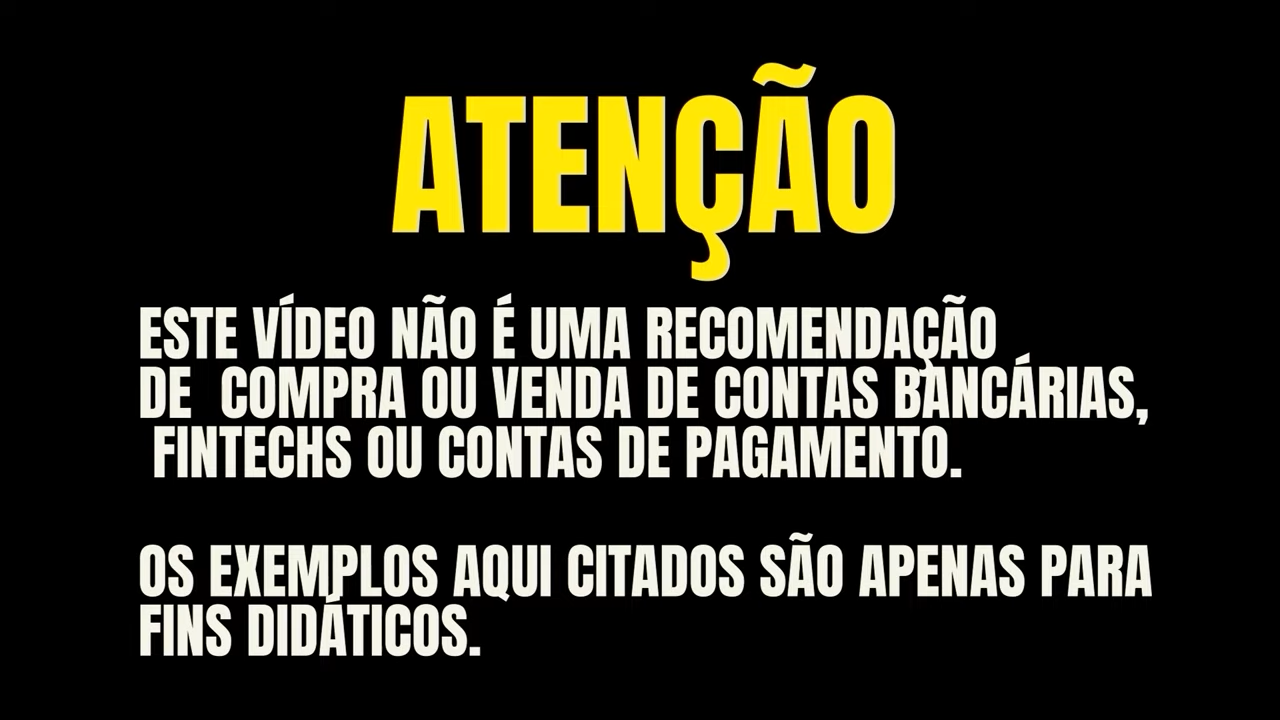 ATENÇÃO
ESTE VÍDEO NÃO É UMA RECOMENDAÇÃO
DE COMPRA OU VENDA DE CONTAS BANCÁRIAS,
FINTECHS OU CONTAS DE PAGAMENTO.
OS EXEMPLOS AQUI CITADOS SÃO APENAS PARA
FINS DIDÁTICOS.